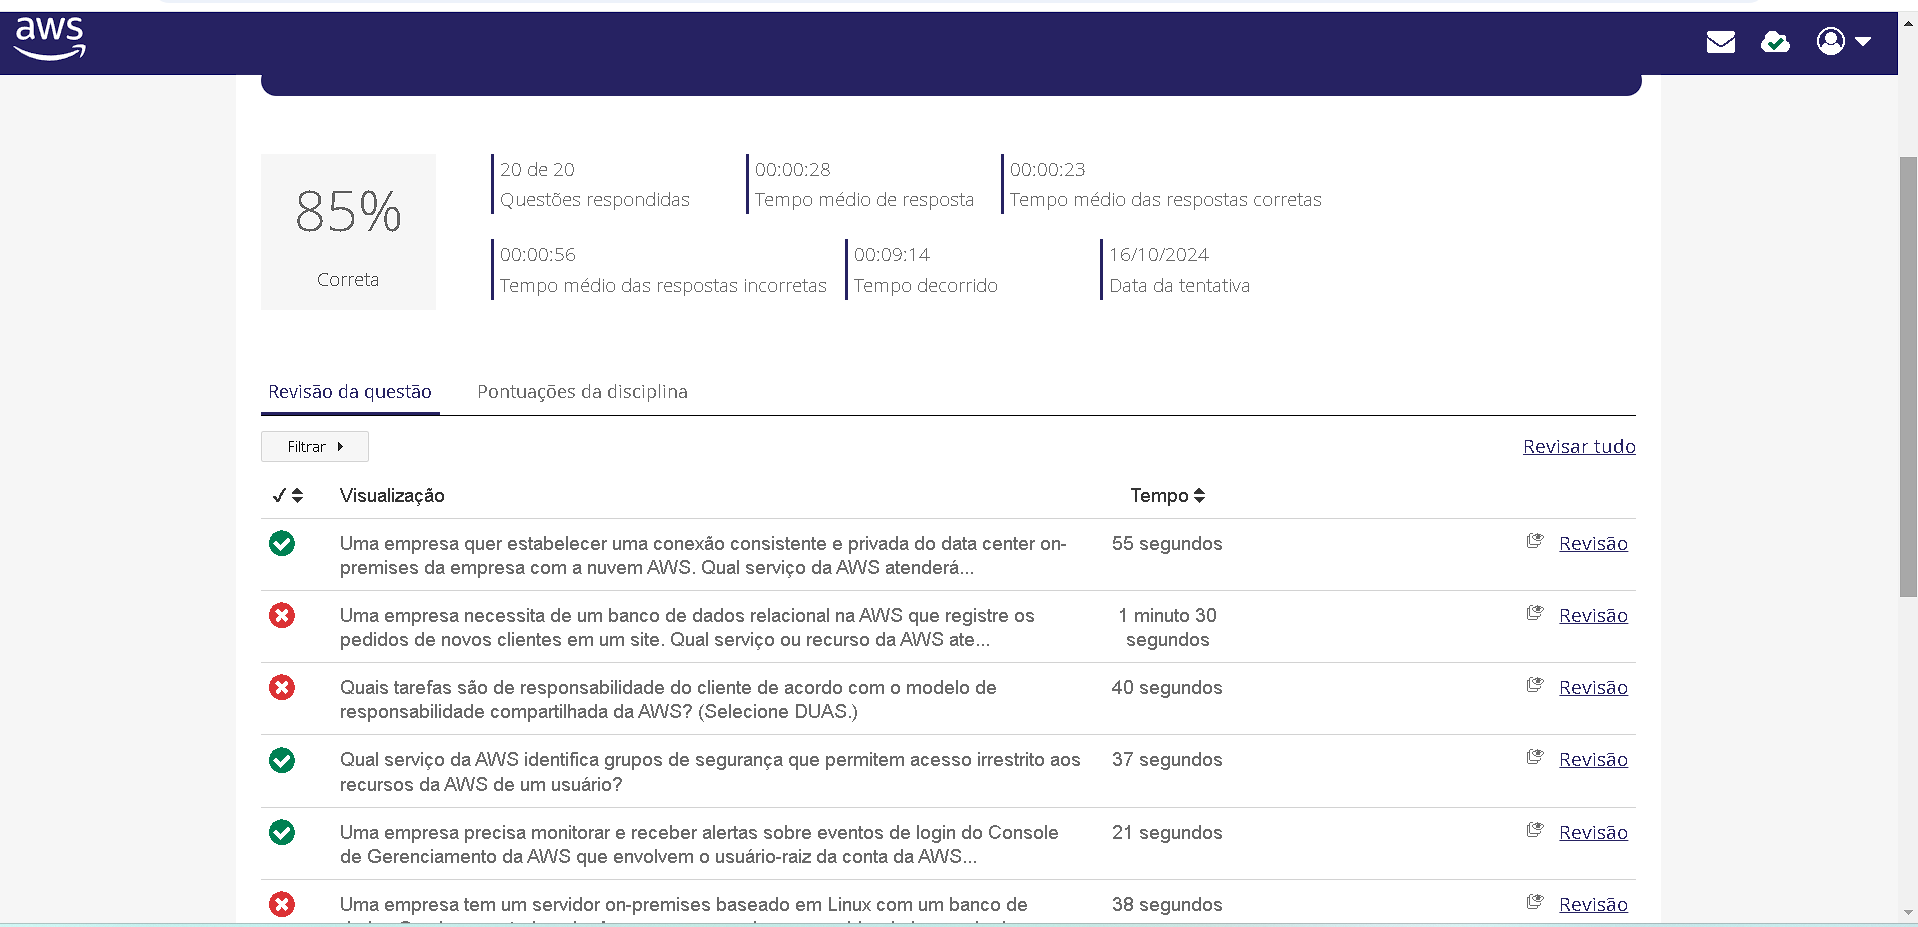 aws
20 de 20
Questões respondidas
00:00:28
Tempo médio de resposta
00:00:23
Tempo médio das respostas corretas
85%
Correta
00:00:56
Tempo médio das respostas incorretas
00:09:14
Tempo decorrido
16/10/2024
Data da tentativa
Revisão da questão
Pontuações da disciplina
Filtrar
Revisar tudo
Visualização
Tempo
Uma empresa quer estabelecer uma conexão consistente e privada do data center on-
premises da empresa com a nuvem AWS. Qual serviço da AWS atenderá...
55 segundos
Revisão
Uma empresa necessita de um banco de dados relacional na AWS que registre os
pedidos de novos clientes em um site. Qual serviço ou recurso da AWS ate...
1 minuto 30
segundos
Revisão
Quais tarefas são de responsabilidade do cliente de acordo com o modelo de
responsabilidade compartilhada da AWS? (Selecione DUAS.)
40 segundos
Revisão
Qual serviço da AWS identifica grupos de segurança que permitem acesso irrestrito aos
recursos da AWS de um usuário?
37 segundos
Revisão
Uma empresa precisa monitorar e receber alertas sobre eventos de login do Console
de Gerenciamento da AWS que envolvem o usuário-raiz da conta da AWS...
21 segundos
Revisão
Uma empresa tem um servidor on-premises baseado em Linux com um banco de
38 segundos
Revisão